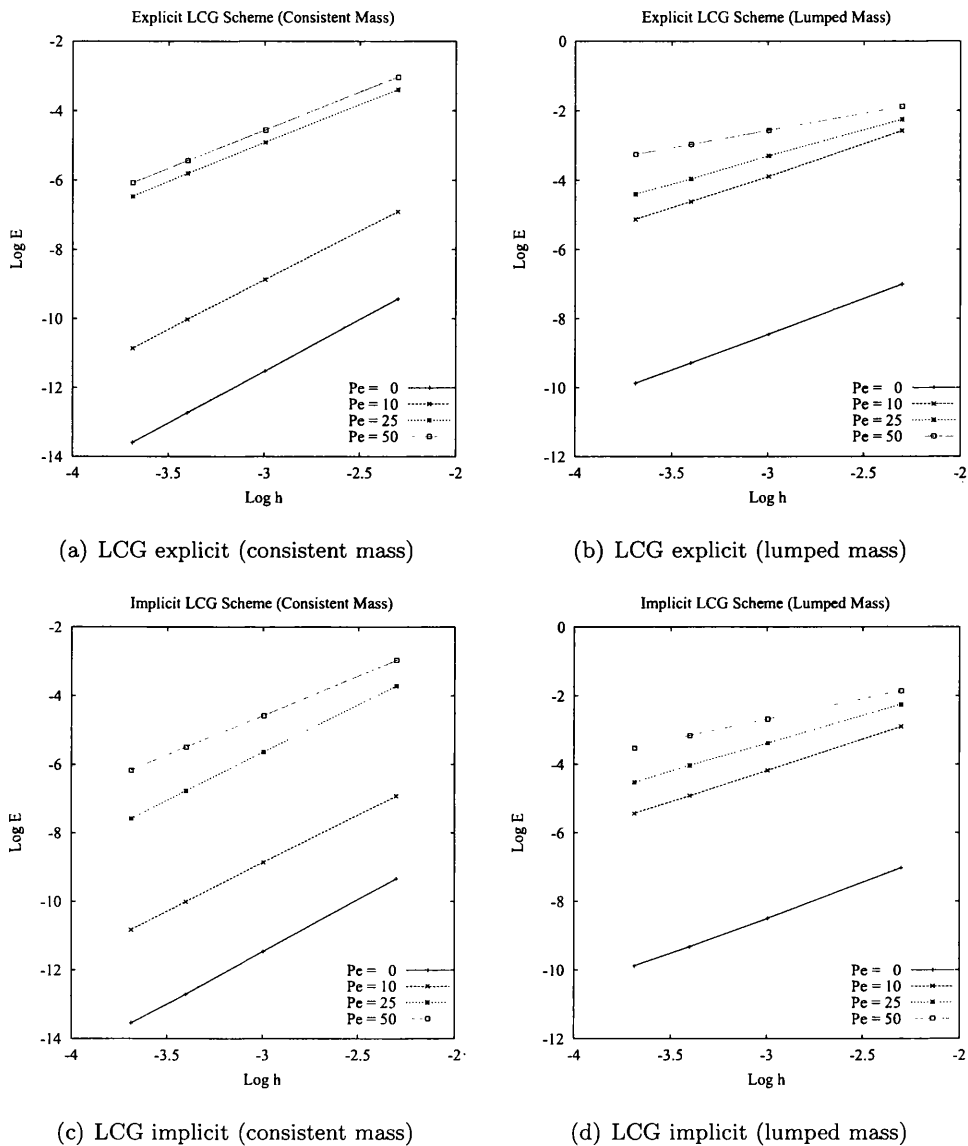 Explicit LCG Scheme (Consistent Mass)
-2
-4
-6
-8
-10
-12
-14
Log E
-4
-3.5
-3
-2.5
-2
Log h
Pe = 0
Pe = 10
Pe = 25
Pe = 50
(a) LCG explicit (consistent mass)
Explicit LCG Scheme (Lumped Mass)
0
-2
-4
-6
-8
-10
-12
Log E
-4
-3.5
-3
-2.5
-2
Log h
Pe = 0
Pe = 10
Pe = 25
Pe = 50
(b) LCG explicit (lumped mass)
Implicit LCG Scheme (Consistent Mass)
-2
-4
-6
-8
-10
-12
-14
Log E
-4
-3.5
-3
-2.5
-2
Log h
Pe = 0
Pe = 10
Pe = 25
Pe = 50
(c) LCG implicit (consistent mass)
Implicit LCG Scheme (Lumped Mass)
0
-2
-4
-6
-8
-10
-12
Log E
-4
-3.5
-3
-2.5
-2
Log h
Pe = 0
Pe = 10
Pe = 25
Pe = 50
(d) LCG implicit (lumped mass)